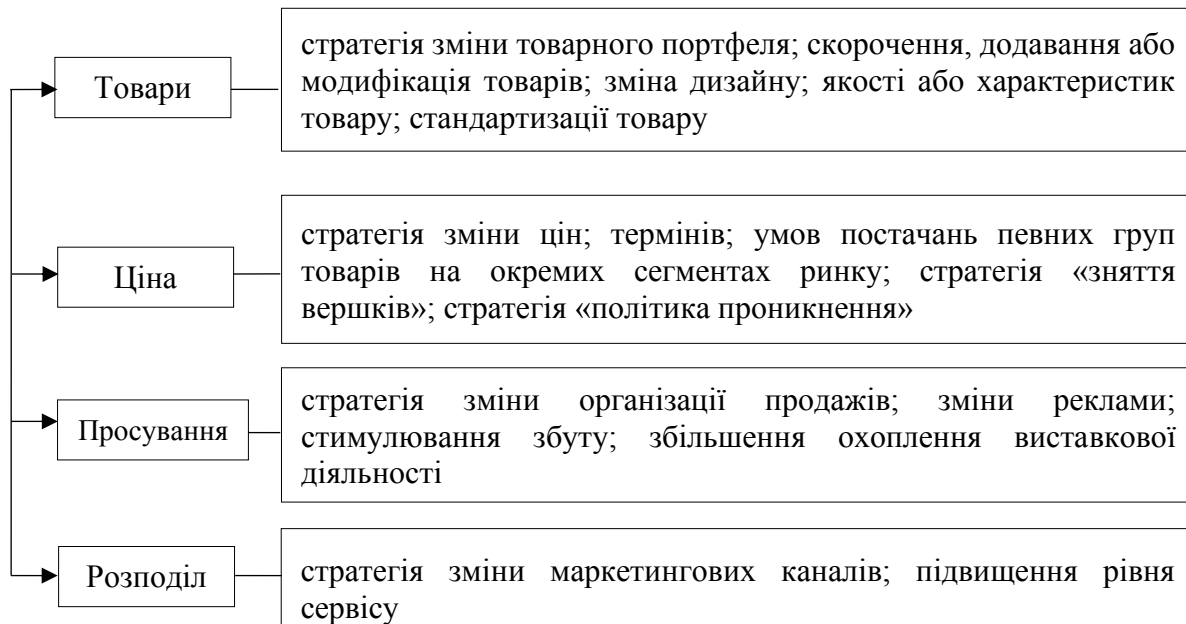 Товари
стратегія зміни товарного портфеля; скорочення, додавання або
модифікація товарів; зміна дизайну; якості або характеристик
товару; стандартизації товару
Ціна
стратегія зміни цін; термінів; умов постачань певних груп
товарів на окремих сегментах ринку; стратегія «зняття
вершків»; стратегія «політика проникнення»
Просування
стратегія зміни організації продажів; зміни реклами;
стимулювання збуту; збільшення охоплення виставкової
діяльності
Розподіл
стратегія зміни маркетингових каналів; підвищення рівня
сервісу